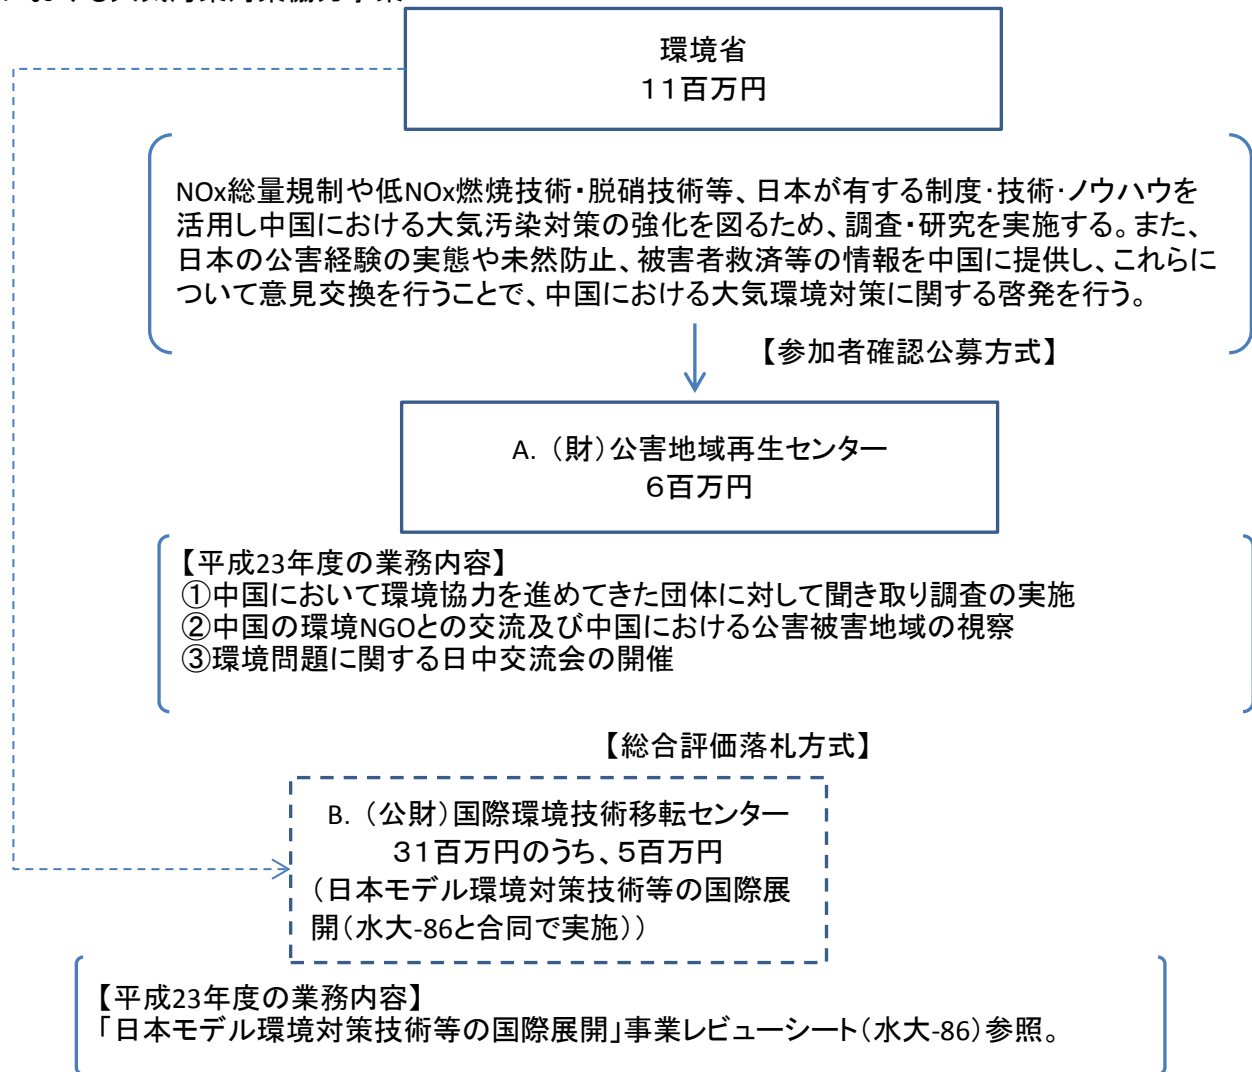 環境省
11百万円
NOx総量規制や低NOx燃焼技術・脱硝技術等、日本が有する制度・技術・ノウハウを
活用し中国における大気汚染対策の強化を図るため、調査・研究を実施する。また、
日本の公害経験の実態や未然防止、被害者救済等の情報を中国に提供し、これらに
ついて意見交換を行うことで、中国における大気環境対策に関する啓発を行う。
【参加者確認公募方式】
A. （財）公害地域再生センター
6百万円
【平成23年度の業務内容】
①中国において環境協力を進めてきた団体に対して聞き取り調査の実施
②中国の環境NGOとの交流及び中国における公害被害地域の視察
③環境問題に関する日中交流会の開催
【総合評価落札方式】
B. （公財）国際環境技術移転センター
31百万円のうち、5百万円
（日本モデル環境対策技術等の国際展
開（水大-86と合同で実施））
【平成23年度の業務内容】
「日本モデル環境対策技術等の国際展開」事業レビューシート（水大-86）参照。